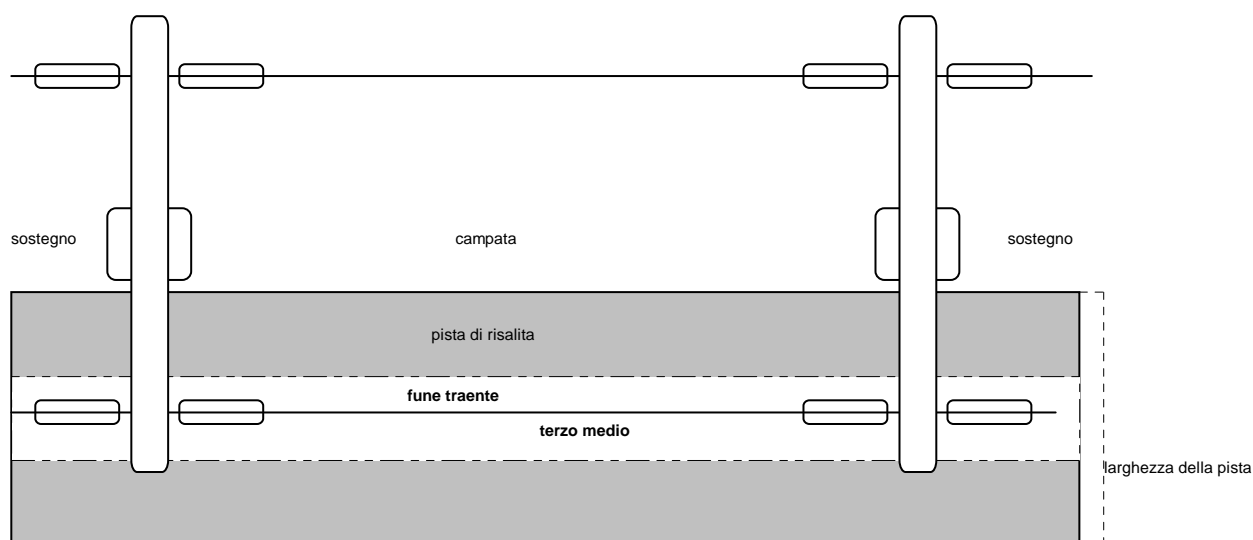 sostegno
campata
sostegno
pista di risalita
fune traente
terzo medio
larghezza della pista